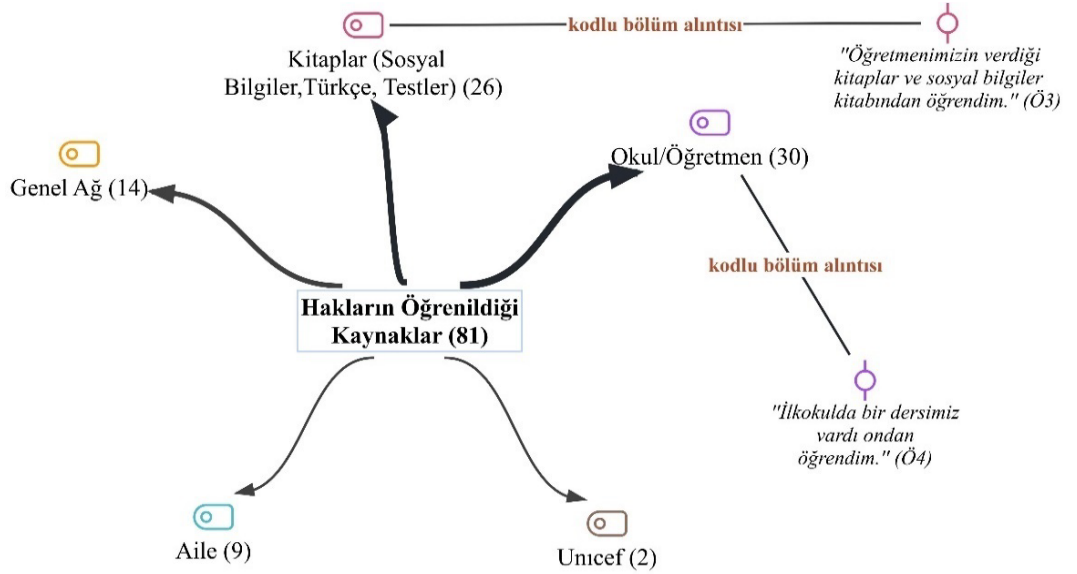 kodlu bölüm alıntısı
Kitaplar (Sosyal
Bilgiler,Türkçe, Testler) (26)
"Öğretmenimizin verdiği
kitaplar ve sosyal bilgiler
kitabından öğrendim." (Ö3)
Okul/Öğretmen (30)
Genel Ağ (14)
kodlu bölüm alıntısı
Hakların Öğrenildiği
Kaynaklar (81)
"İlkokulda bir dersimiz
vardı ondan
öğrendim." (Ö4)
Aile (9)
Unıcef (2)